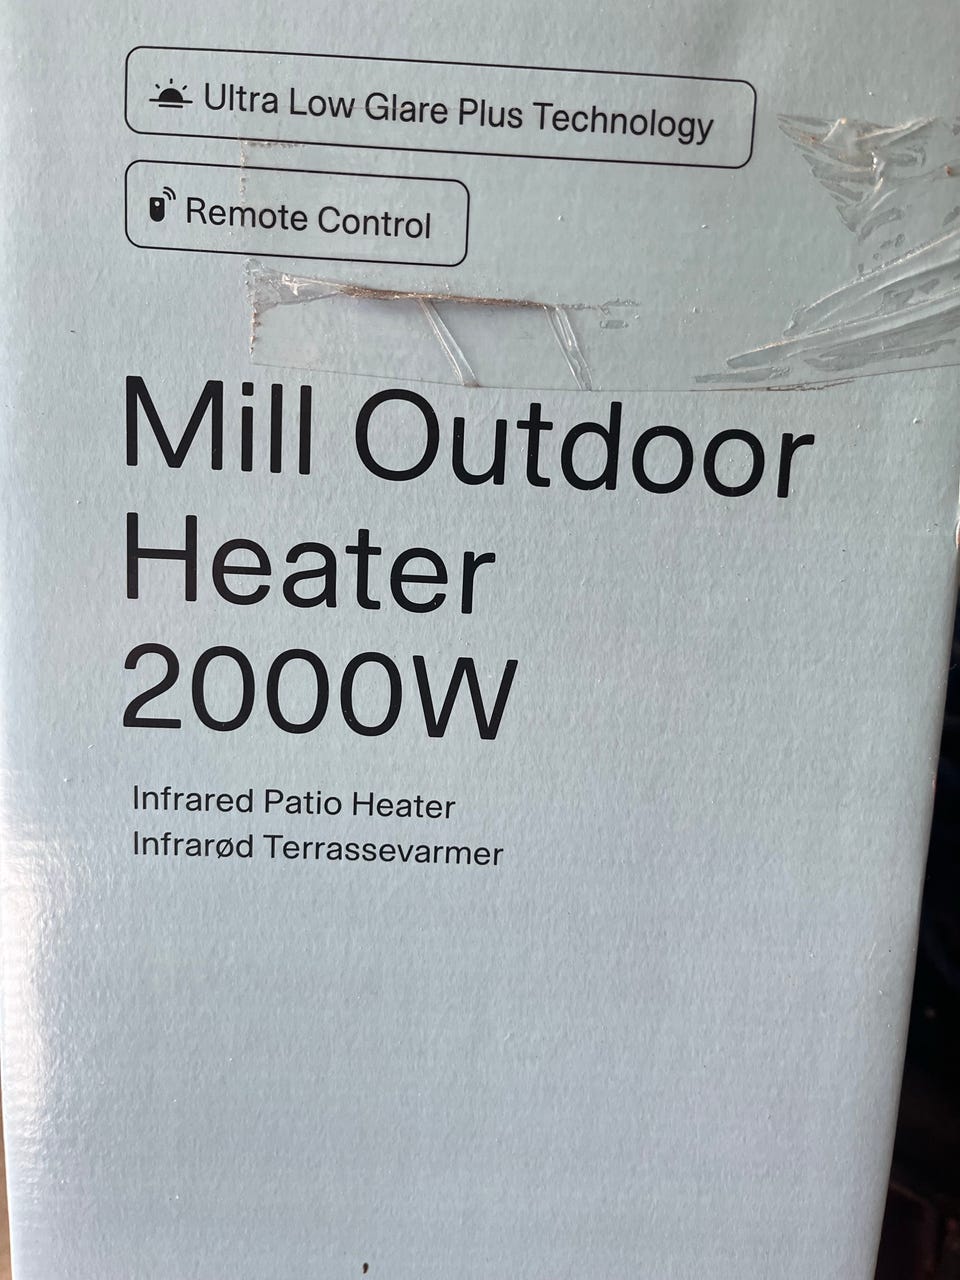 Ultra Low Glare Plus Technology
Remote Control
Mill Outdoor
Heater
2000W
Infrared Patio Heater
Infrarød Terrassevarmer